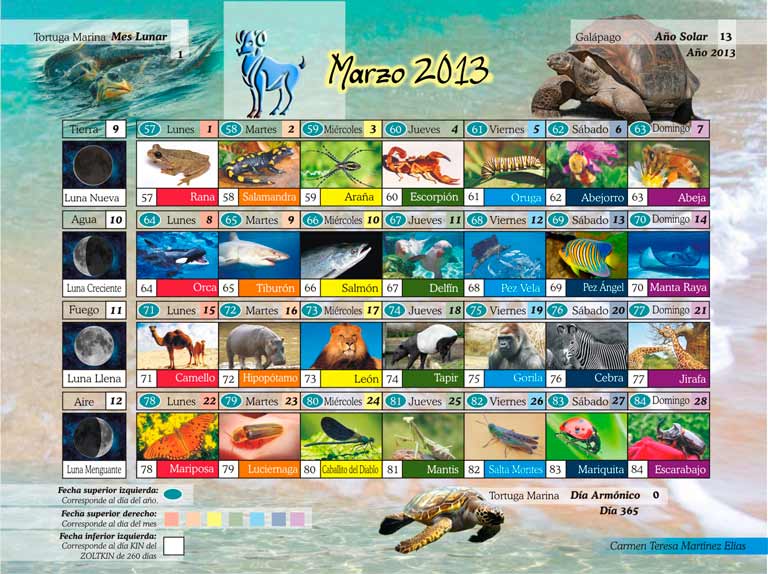 Tortuga Marina Mes Lunar
1
Marzo 2013
Galápago Año Solar 13
Año 2013
Tierra 9 57 Lunes 1 58 Martes 2 59 Miércoles 3 60 Jueves 4 61 Viernes 5 62 Sábado 6 63 Domingo 7
Luna Nueva 57 Rana 58 Salamandra 59 Araña 60 Escorpión 61 Oruga 62 Abejorro 63 Abeja
Agua 10 64 Lunes 8 65 Martes 9 66 Miércoles 10 67 Jueves 11 68 Viernes 12 69 Sábado 13 70 Domingo 14
Luna Creciente 64 Orca 65 Tiburón 66 Salmón 67 Delfín 68 Pez Vela 69 Pez Ángel 70 Manta Raya
Fuego 11 71 Lunes 15 72 Martes 16 73 Miércoles 17 74 Jueves 18 75 Viernes 19 76 Sábado 20 77 Domingo 21
Luna Llena 71 Camello 72 Hipopótamo 73 León 74 Tapir 75 Gorila 76 Cebra 77 Jirafa
Aire 12 78 Lunes 22 79 Martes 23 80 Miércoles 24 81 Jueves 25 82 Viernes 26 83 Sábado 27 84 Domingo 28
Luna Menguante 78 Mariposa 79 Luciernaga 80 Caballito del Diablo 81 Mantis 82 Salta Montes 83 Mariquita 84 Escarabajo
Fecha superior izquierda:
Corresponde al día del año.
Fecha superior derecho:
Corresponde al día del mes
Fecha inferior izquierda:
Corresponde al día KIN del
ZOLTKIN de 260 días
Tortuga Marina Día Armónico 0
Día 365
Carmen Teresa Martínez Elías